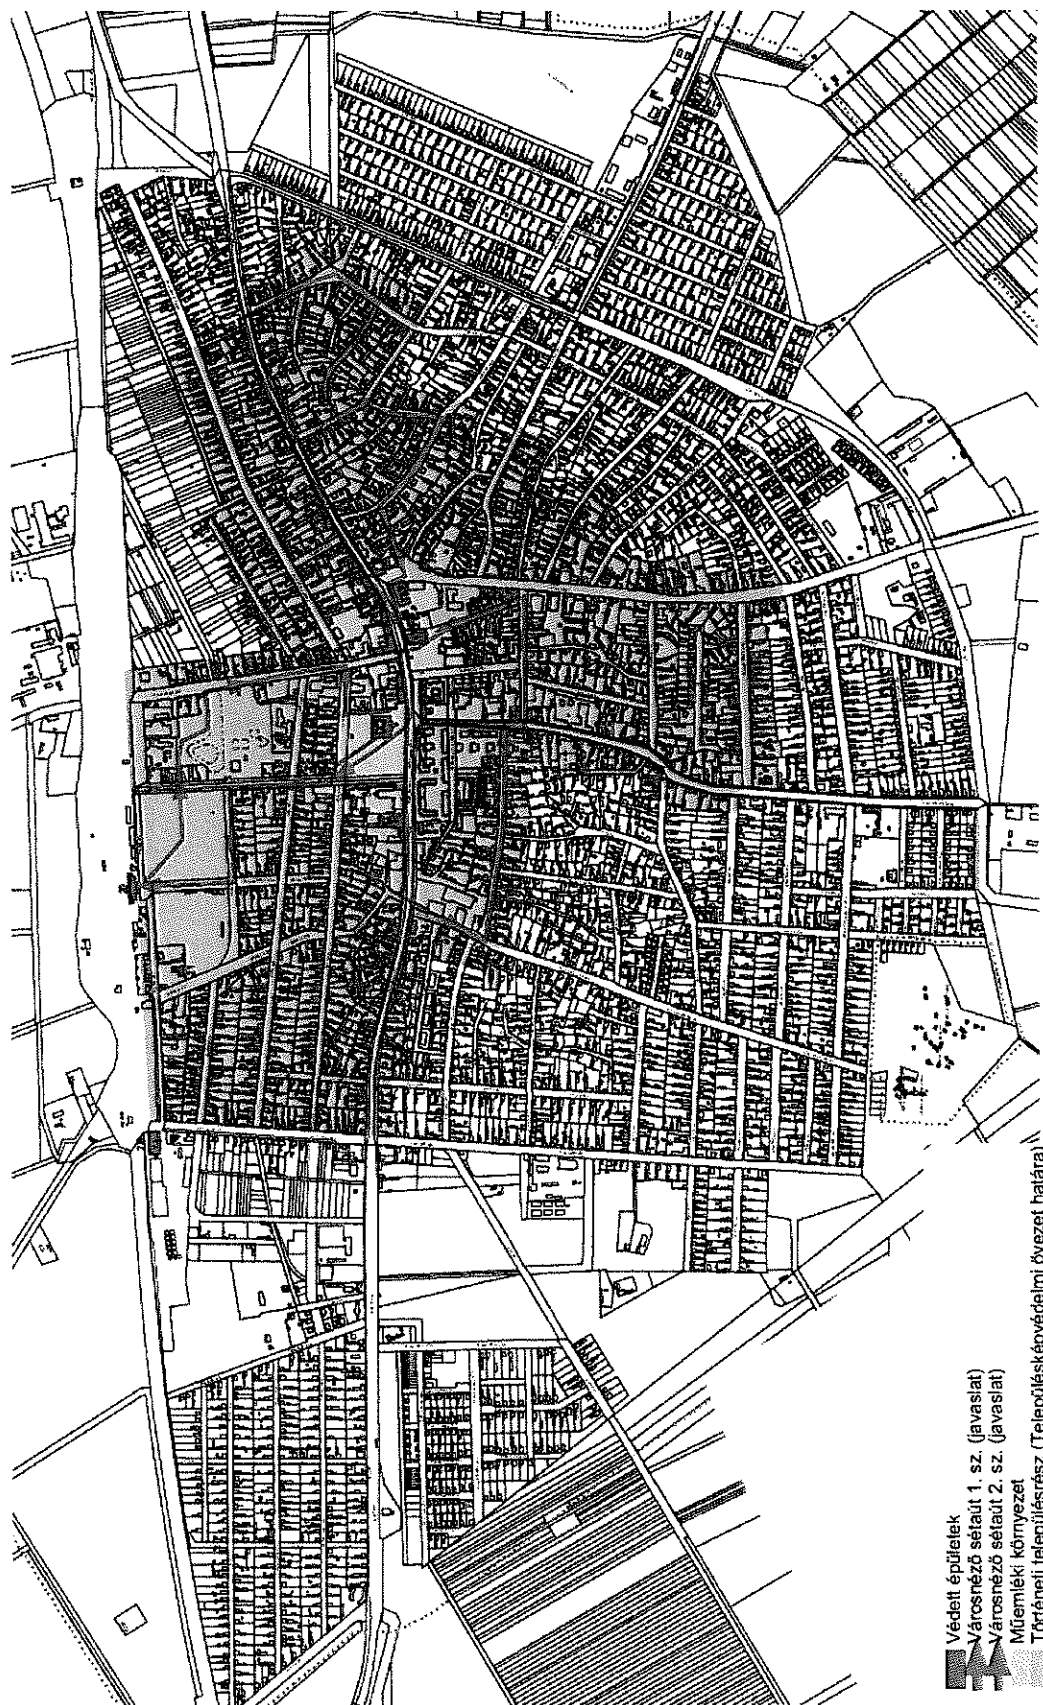 Védett épületek
Városnéző sétaút 1. sz. (javaslat)
Városnéző sétaút 2. sz. (javaslat)
Műemléki környezet
Történeti településrész (Településképvédelmi övezet határa)